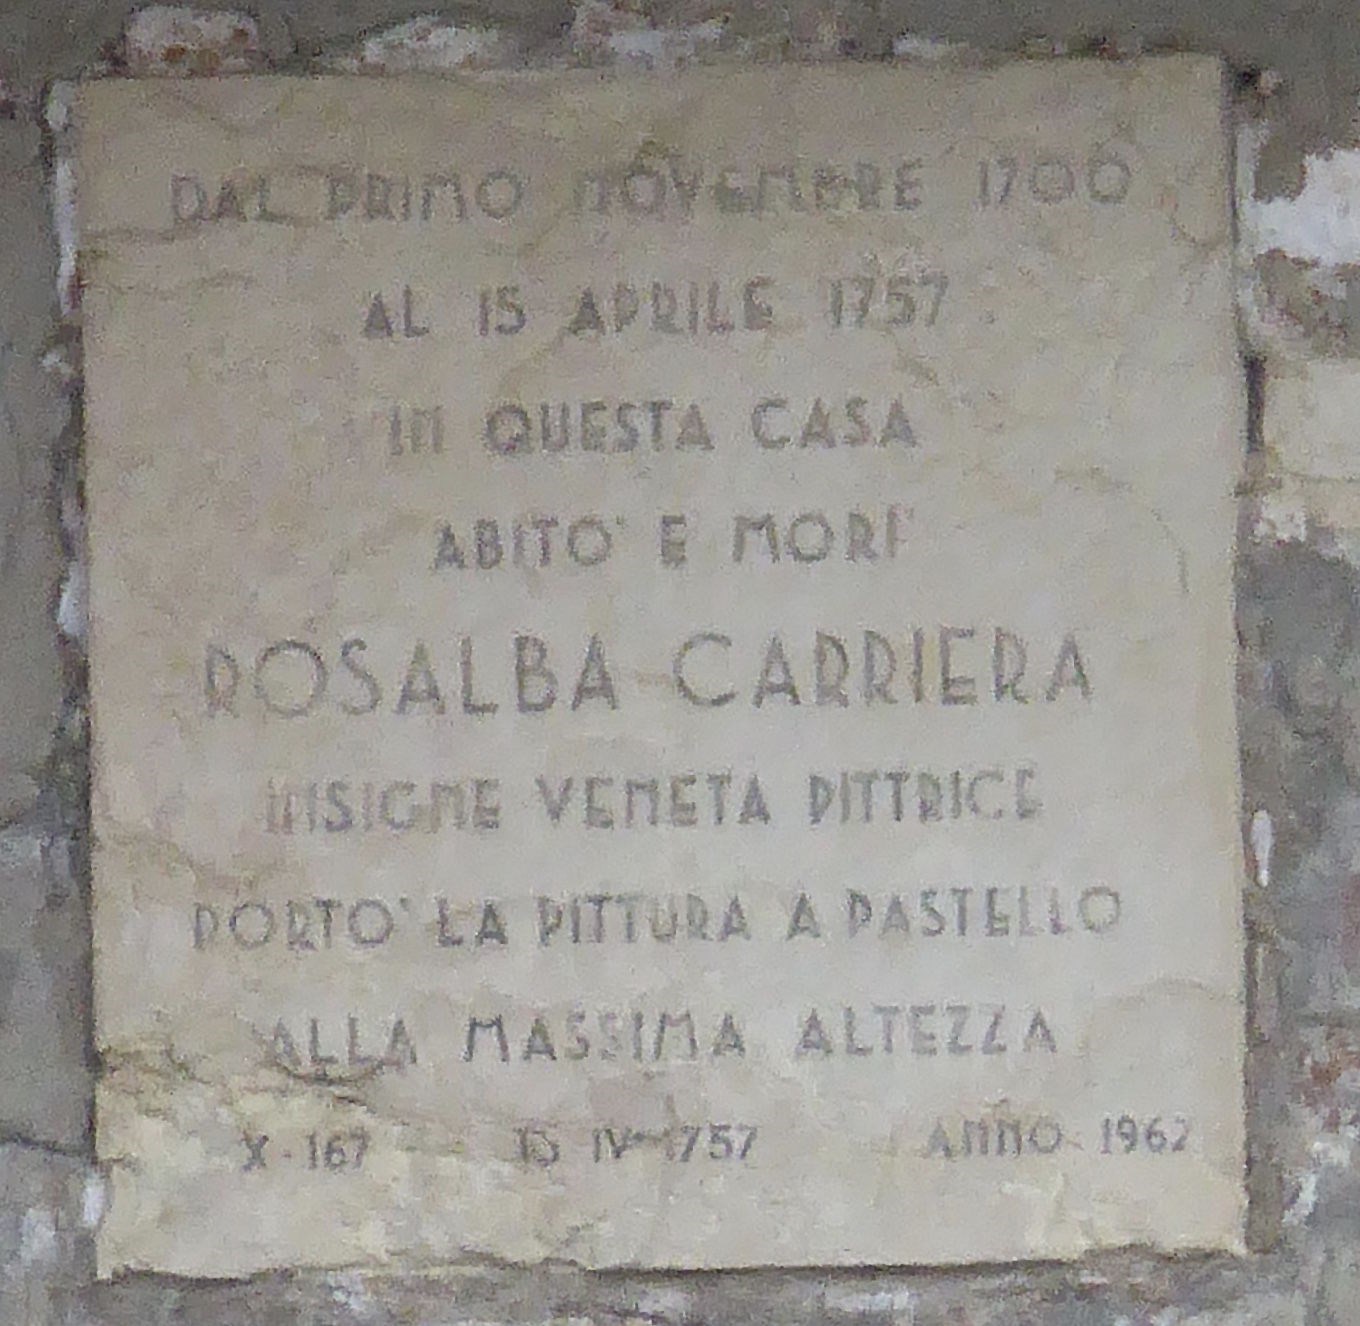 DAL PRIMO NOVEMBRE 1700
AL 15 APRILE 1757
IN QUESTA CASA
ABITO' E MORI'
ROSALBA CARRIERA
INSIGNE VENETA PITTRICE
PORTO' LA PITTURA A PASTELLO
ALLA MASSIMA ALTEZZA
X · 167 15 IV 1757 ANNO 1962